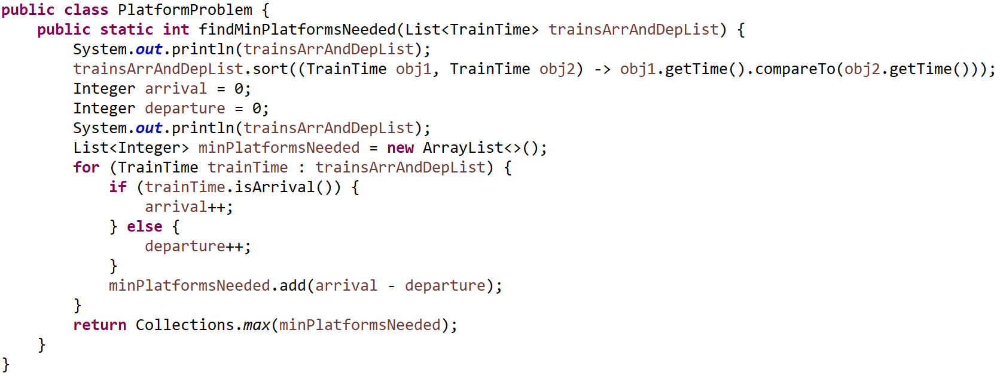 public class PlatformProblem {
    public static int findMinPlatformsNeeded(List<TrainTime> trainsArrAndDepList) {
        System.out.println(trainsArrAndDepList);
        trainsArrAndDepList.sort((TrainTime obj1, TrainTime obj2) -> obj1.getTime().compareTo(obj2.getTime()));
        Integer arrival = 0;
        Integer departure = 0;
        System.out.println(trainsArrAndDepList);
        List<Integer> minPlatformsNeeded = new ArrayList<>();
        for (TrainTime trainTime : trainsArrAndDepList) {
            if (trainTime.isArrival()) {
                arrival++;
            } else {
                departure++;
            }
            minPlatformsNeeded.add(arrival - departure);
        }
        return Collections.max(minPlatformsNeeded);
    }
}